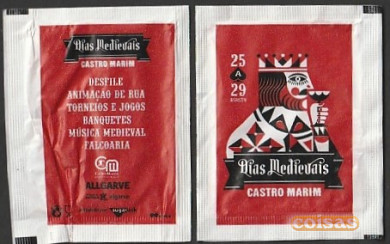 Dias Medievais
CASTRO MARIM
DESFILE
ANIMAÇÃO DE RUA
TORNEIOS E JOGOS
BANQUETES
MÚSICA MEDIEVAL
FALCOARIA
ALLGARVE
25
A
29
AGOSTO
Dias Medievais
CASTRO MARIM
coisas